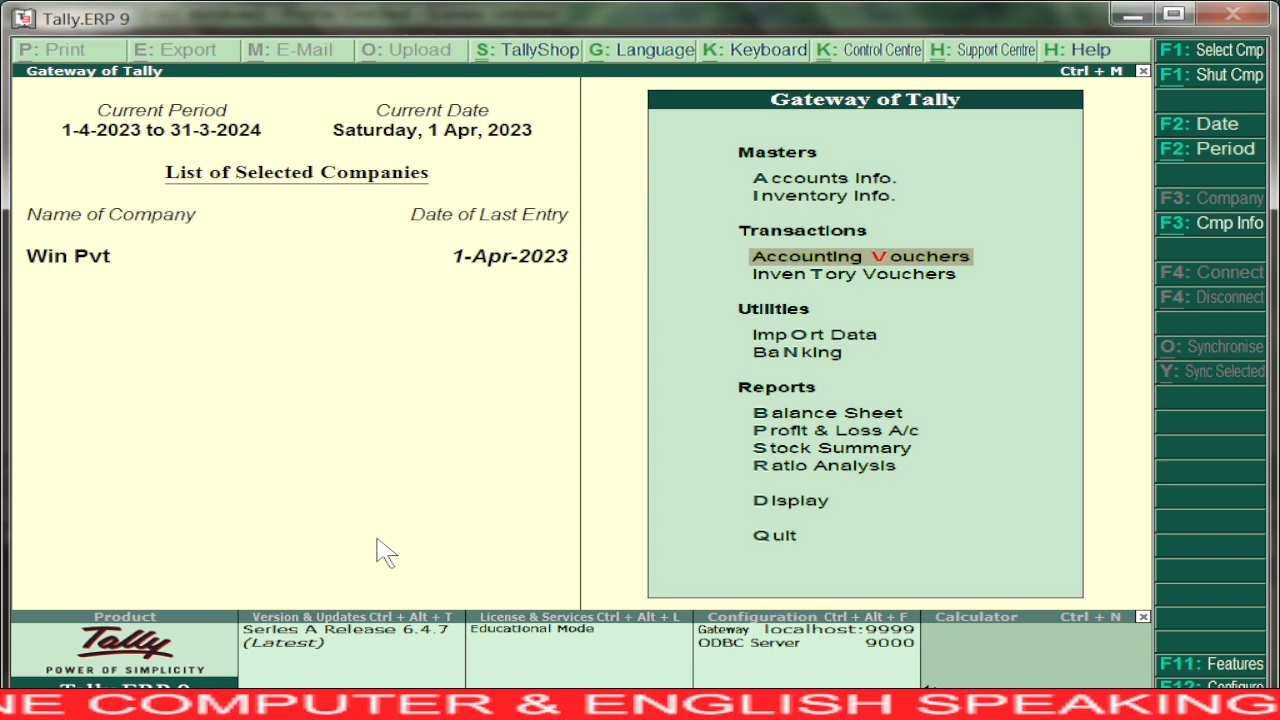 Tally.ERP 9
P: Print E: Export M: E-Mail O: Upload S: TallyShop G: Language K: Keyboard K: Control Centre H: Support Centre H: Help
Gateway of Tally Ctrl + M
Current Period Current Date
1-4-2023 to 31-3-2024 Saturday, 1 Apr, 2023
List of Selected Companies
Name of Company Date of Last Entry
Win Pvt 1-Apr-2023
Gateway of Tally
Masters
Accounts Info.
Inventory Info.
Transactions
Accounting Vouchers
InvenTory Vouchers
Utilities
ImpOrt Data
BaNking
Reports
Balance Sheet
Profit & Loss A/c
Stock Summary
Ratio Analysis
Display
Quit
F1: Select Cmp
F1: Shut Cmp
F2: Date
F2: Period
F3: Company
F3: Cmp Info
F4: Connect
F4: Disconnect
O: Synchronise
Y: Sync Selected
F11: Features
F12: Configure
Product Version & Updates Ctrl + Alt + T License & Services Ctrl + Alt + L Configuration Ctrl + Alt + F Calculator Ctrl + N
Tally
POWER OF SIMPLICITY
Tally.ERP 9
Series A Release 6.4.7
(Latest)
Educational Mode
Gateway localhost:9999
ODBC Server 9000
NE COMPUTER & ENGLISH SPEAKING